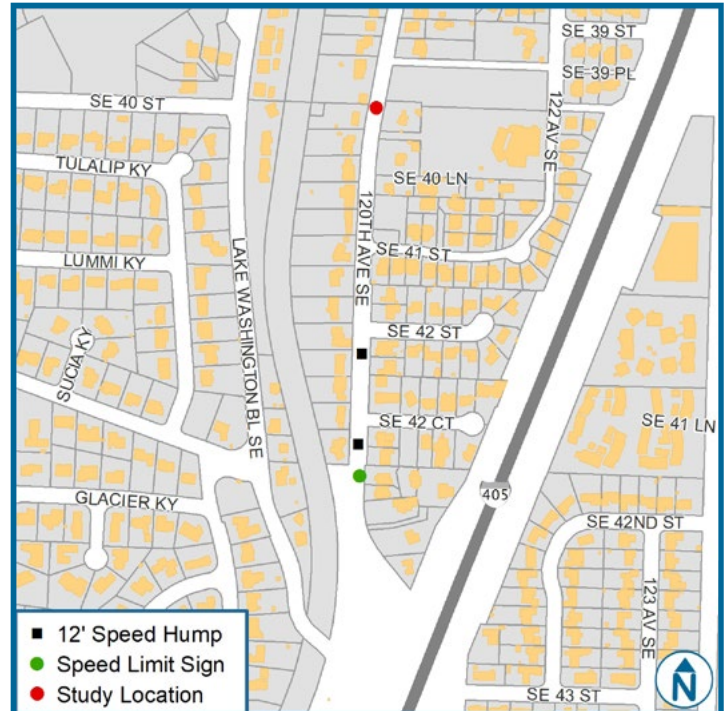 SE 39 ST
SE 39 PL
SE 40 ST
122 AV SE
TULALIP KY
SE 40 LN
120TH AVE SE
LUMMI KY
LAKE WASHINGTON BL SE
SE 41 ST
SUCIA KY
SE 42 ST
SE 42 CT
SE 41 LN
GLACIER KY
405
SE 42ND ST
123 AV SE
12' Speed Hump
Speed Limit Sign
Study Location
SE 43 ST
N